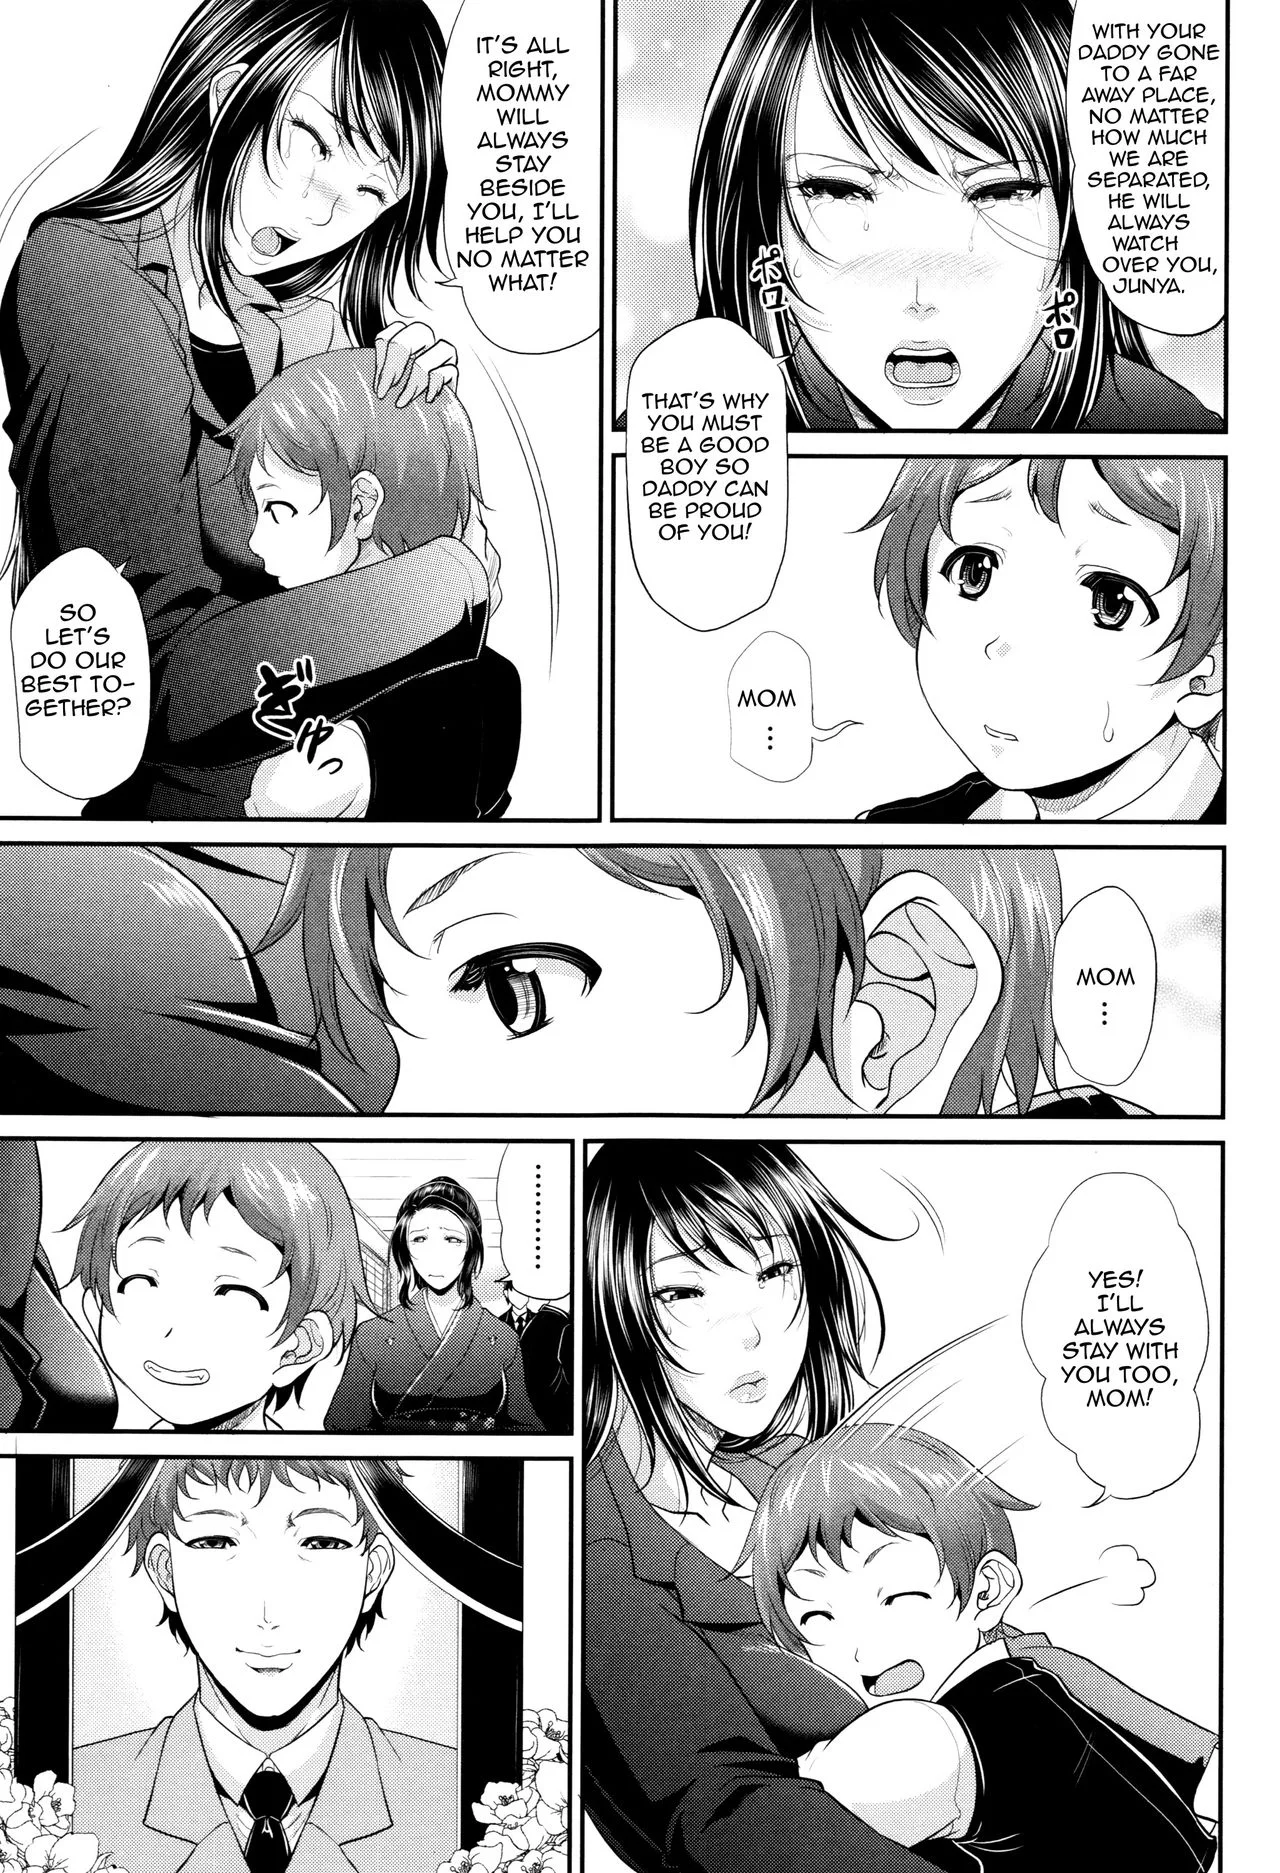 WITH YOUR
DADDY GONE
TO A FAR
AWAY PLACE,
NO MATTER
HOW MUCH
WE ARE
SEPARATED,
HE WILL
ALWAYS
WATCH
OVER YOU,
JUNYA.
ポロ
ポロ
THAT'S WHY
YOU MUST
BE A GOOD
BOY SO
DADDY CAN
BE PROUD
OF YOU!
MOM
...
IT'S ALL
RIGHT,
MOMMY
WILL
ALWAYS
STAY
BESIDE
YOU, I'LL
HELP YOU
NO MATTER
WHAT!
ぎゅっ
SO
LET'S
DO OUR
BEST TO-
GETHER?
MOM
...
YES!
I'LL
ALWAYS
STAY WITH
YOU TOO,
MOM!
.........